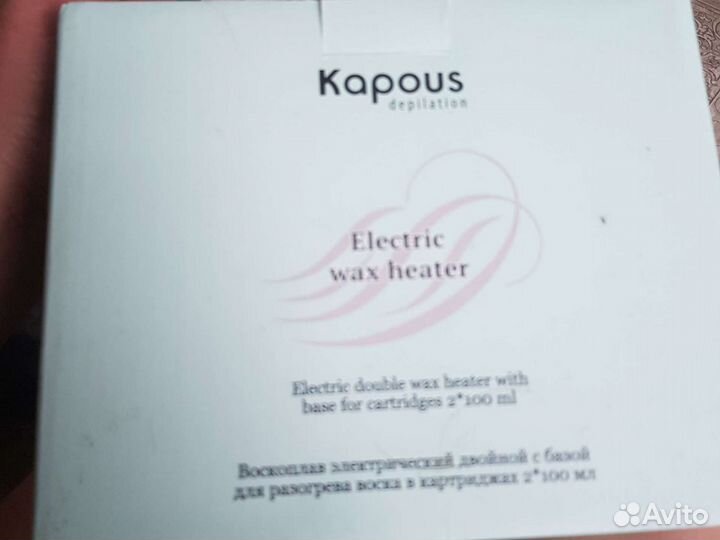 Kapous
depilation
Electric
wax heater
Electric double wax heater with
base for cartridges 2*100 ml
Воскоплав электрический двойной с базой
для разогрева воска в картриджах 2*100 мл
Avito